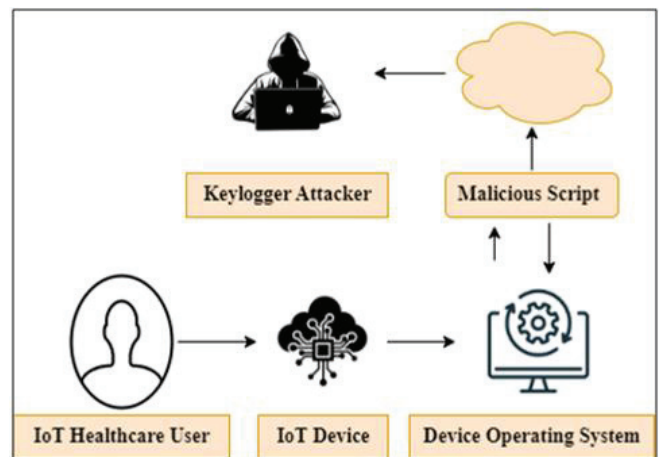 Keylogger Attacker
Malicious Script
IoT Healthcare User
IoT Device
Device Operating System